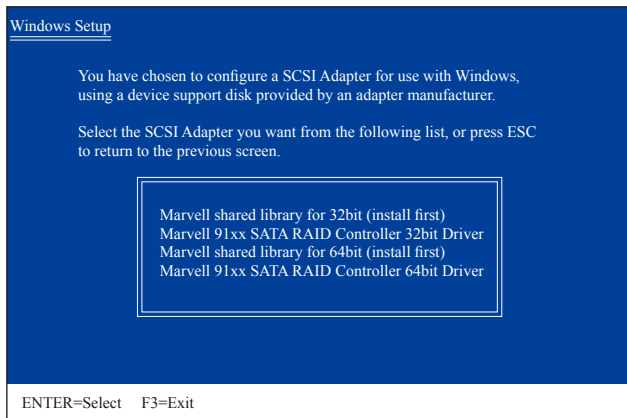 Windows Setup
You have chosen to configure a SCSI Adapter for use with Windows,
using a device support disk provided by an adapter manufacturer.
Select the SCSI Adapter you want from the following list, or press ESC
to return to the previous screen.
Marvell shared library for 32bit (install first)
Marvell 91xx SATA RAID Controller 32bit Driver
Marvell shared library for 64bit (install first)
Marvell 91xx SATA RAID Controller 64bit Driver
ENTER=Select F3=Exit